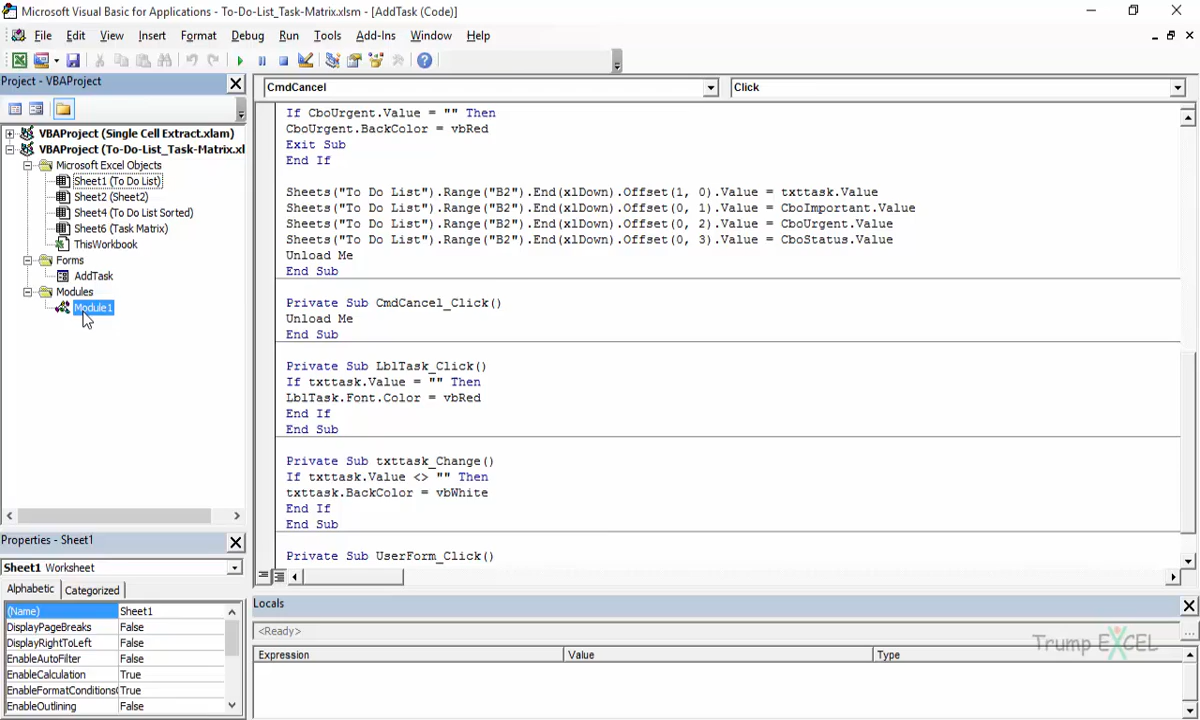 Microsoft Visual Basic for Applications - To-Do-List_Task-Matrix.xlsm - [AddTask (Code)]
File Edit View Insert Format Debug Run Tools Add-Ins Window Help
Project - VBAProject
VBAProject (Single Cell Extract.xlam)
VBAProject (To-Do-List_Task-Matrix.xl
Microsoft Excel Objects
Sheet1 (To Do List)
Sheet2 (Sheet2)
Sheet4 (To Do List Sorted)
Sheet6 (Task Matrix)
ThisWorkbook
Forms
AddTask
Modules
Module1
Properties - Sheet1
Sheet1 Worksheet
Alphabetic Categorized
(Name) Sheet1
DisplayPageBreaks False
DisplayRightToLeft False
EnableAutoFilter False
EnableCalculation True
EnableFormatConditions True
EnableOutlining False
CmdCancel Click
If CboUrgent.Value = "" Then
CboUrgent.BackColor = vbRed
Exit Sub
End If
Sheets("To Do List").Range("B2").End(xlDown).Offset(1, 0).Value = txttask.Value
Sheets("To Do List").Range("B2").End(xlDown).Offset(0, 1).Value = CboImportant.Value
Sheets("To Do List").Range("B2").End(xlDown).Offset(0, 2).Value = CboUrgent.Value
Sheets("To Do List").Range("B2").End(xlDown).Offset(0, 3).Value = CboStatus.Value
Unload Me
End Sub
Private Sub CmdCancel_Click()
Unload Me
End Sub
Private Sub LblTask_Click()
If txttask.Value = "" Then
LblTask.Font.Color = vbRed
End If
End Sub
Private Sub txttask_Change()
If txttask.Value <> "" Then
txttask.BackColor = vbWhite
End If
End Sub
Private Sub UserForm_Click()
Locals
<Ready>
Expression Value Type
Trump EXCEL